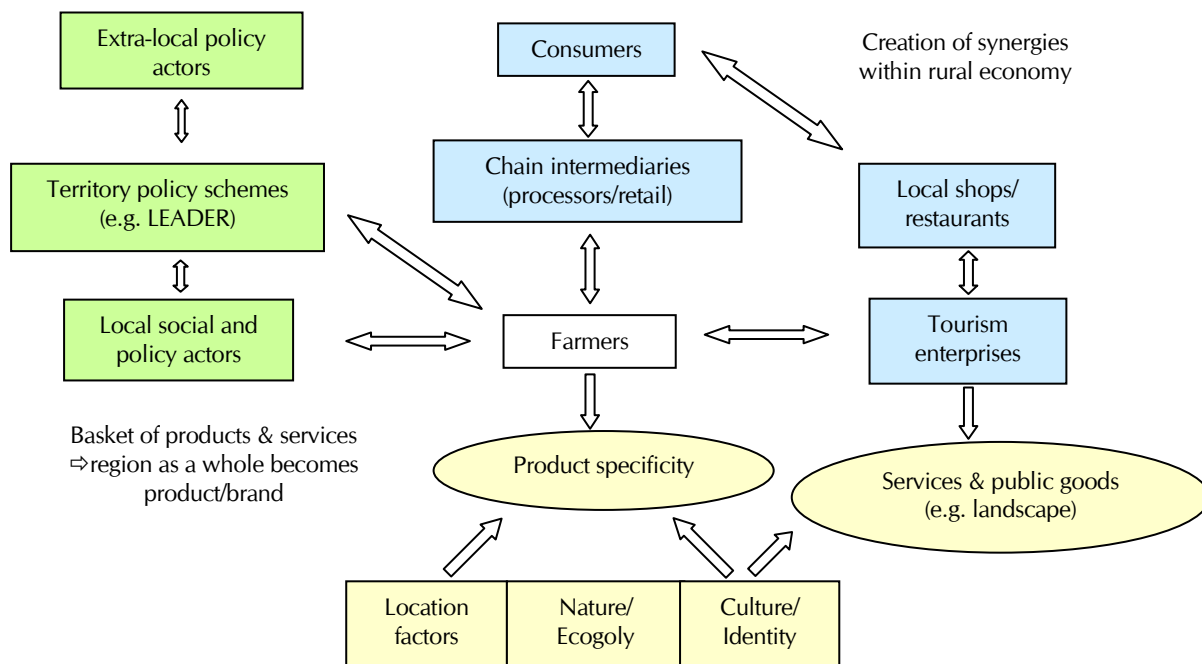 Extra-local policy
actors
Consumers
Creation of synergies
within rural economy
Territory policy schemes
(e.g. LEADER)
Chain intermediaries
(processors/retail)
Local shops/
restaurants
Local social and
policy actors
Farmers
Tourism
enterprises
Basket of products & services
⇨region as a whole becomes
product/brand
Product specificity
Services & public goods
(e.g. landscape)
Location
factors
Nature/
Ecogoly
Culture/
Identity